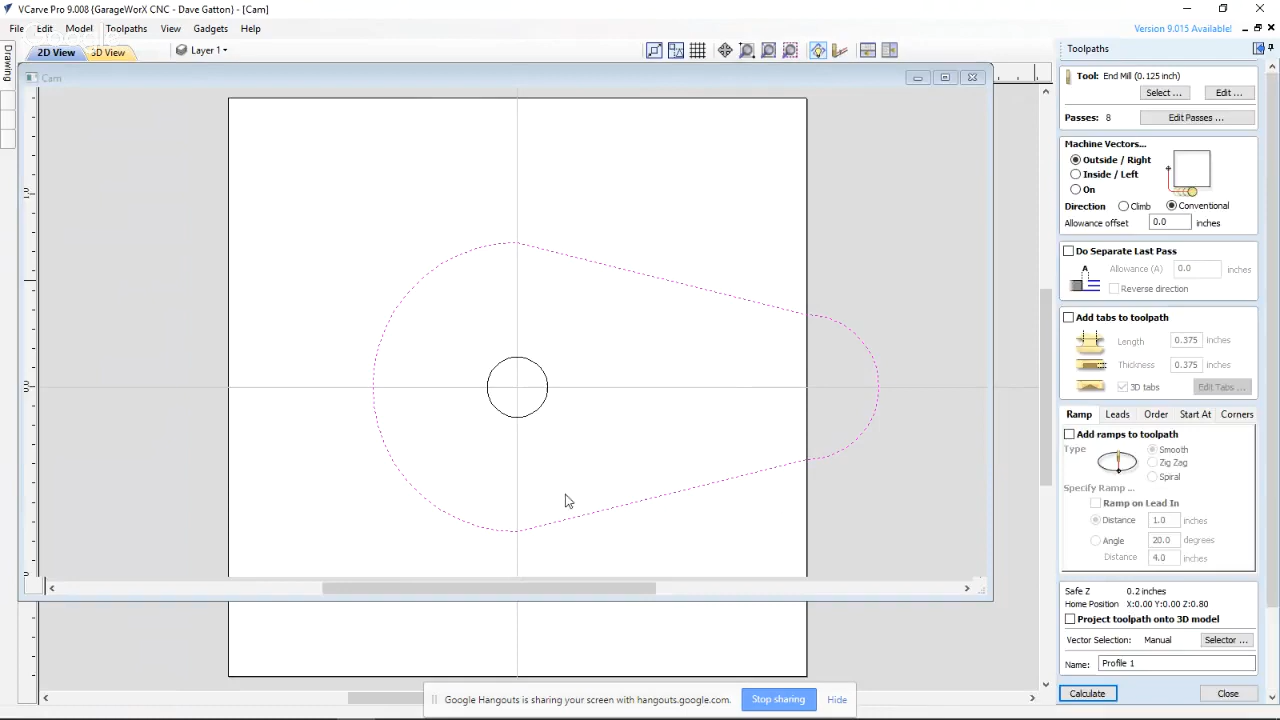 VCarve Pro 9.008 {GarageWorX CNC - Dave Gatton} - [Cam]
File Edit Model Toolpaths View Gadgets Help
Version 9.015 Available!
2D View 3D View Layer 1
Drawing
Cam
Toolpaths
Tool: End Mill (0.125 inch)
Select ... Edit ...
Passes: 8 Edit Passes ...
Machine Vectors...
Outside / Right
Inside / Left
On
Direction Climb Conventional
Allowance offset 0.0 inches
Do Separate Last Pass
A Allowance (A) 0.0 inches
Reverse direction
Add tabs to toolpath
Length 0.375 inches
Thickness 0.375 inches
3D tabs Edit Tabs ...
Ramp Leads Order Start At Corners
Add ramps to toolpath
Type Smooth
Zig Zag
Spiral
Specify Ramp ...
Ramp on Lead In
Distance 1.0 inches
Angle 20.0 degrees
Distance 4.0 inches
Safe Z 0.2 inches
Home Position X:0.00 Y:0.00 Z:0.80
Project toolpath onto 3D model
Vector Selection: Manual Selector ...
Name: Profile 1
Calculate Close
Google Hangouts is sharing your screen with hangouts.google.com. Stop sharing Hide